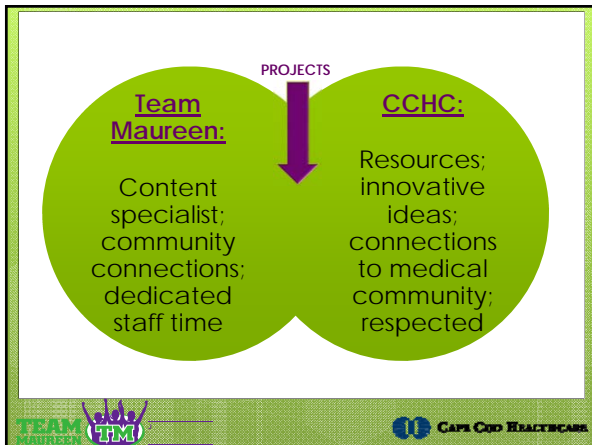 PROJECTS
Team
Maureen:
Content
specialist;
community
connections;
dedicated
staff time
CCHC:
Resources;
innovative
ideas;
connections
to medical
community;
respected
TEAM
MAUREEN
TM
CAPE COD HEALTHCARE